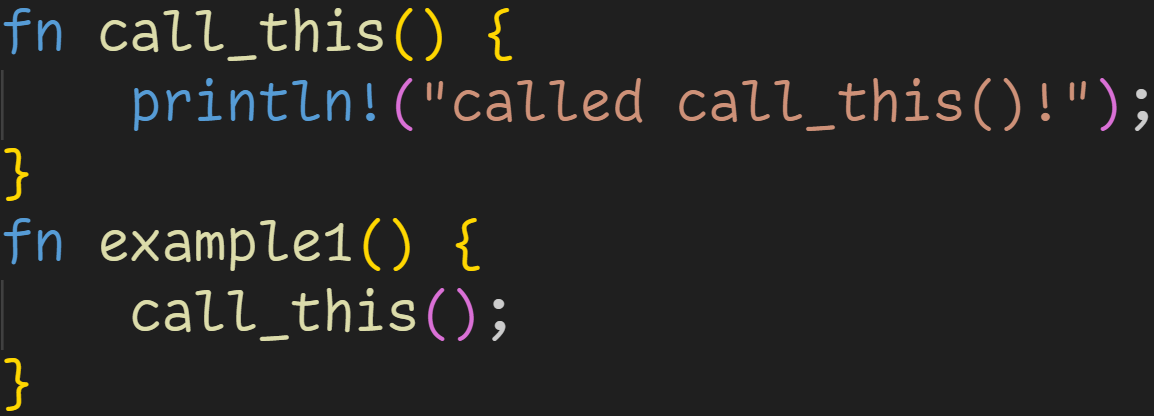 fn call_this() {
    println!("called call_this()!");
}
fn example1() {
    call_this();
}